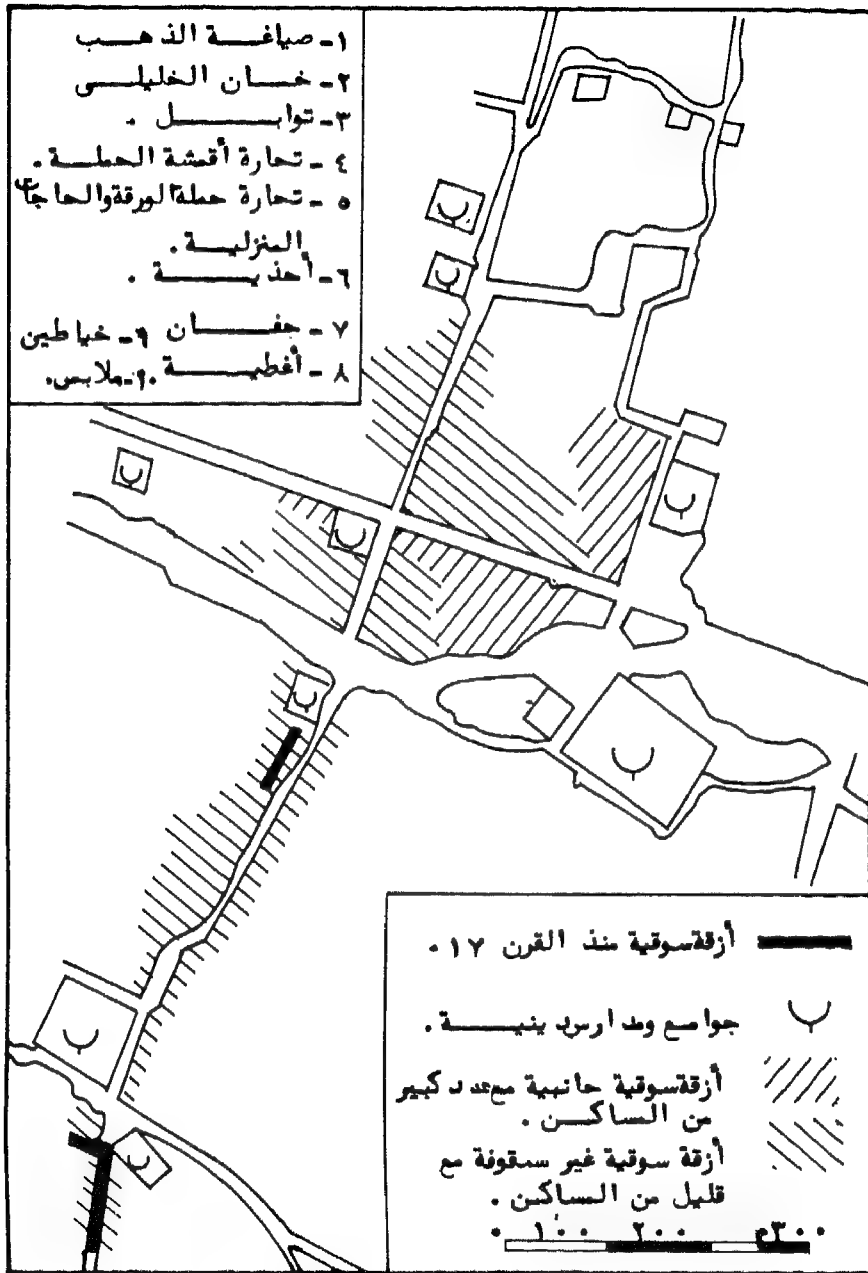 ١- صياغة الذهب
٢- خان الخليلي
٣- توابل .
٤- تجارة أقمشة الجملة.
٥- تجارة جملة الورقة والحاجات
المنزلية.
٦- أحذية .
٧- جفان ٩- خياطين
٨- أغطية ١٠- ملابس.
أزقة سوقية منذ القرن ١٧.
جوامع ومدارس دينية.
أزقة سوقية جانبية مع عدد كبير
من المساكن .
أزقة سوقية غير مسقوفة مع
قليل من المساكن .
٠ ١٠٠ ٢٠٠ ٣٠٠م